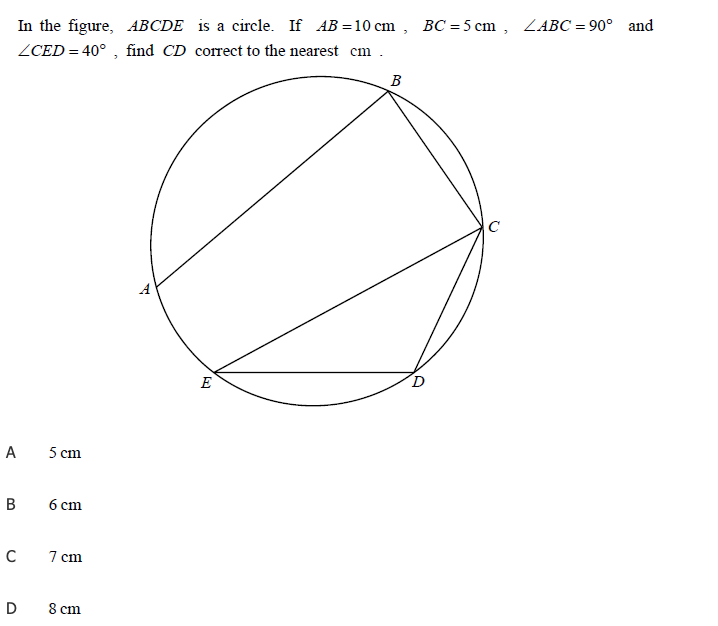 In the figure, ABCDE is a circle. If AB = 10 cm , BC = 5 cm , ∠ABC = 90° and
∠CED = 40° , find CD correct to the nearest cm .
B
C
A
E
D
A 5 cm
B 6 cm
C 7 cm
D 8 cm